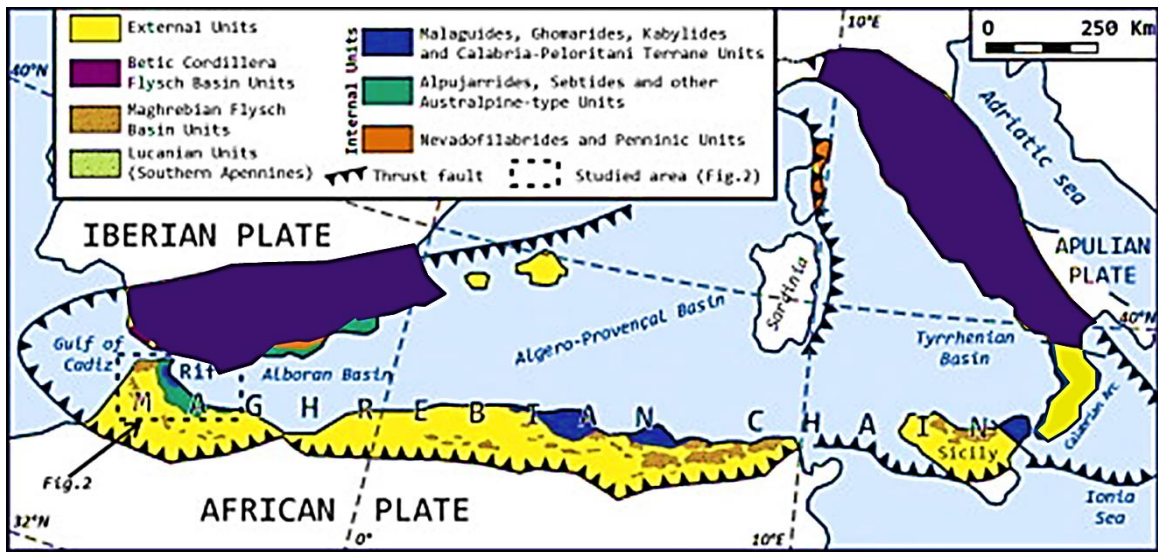 External Units
Betic Cordillera
Flysch Basin Units
Maghrebian Flysch
Basin Units
Lucanian Units
(Southern Apennines)
Internal Units
Malaguides, Ghomarides, Kabylides
and Calabria-Peloritani Terrane Units
Alpujarrides, Sebtides and other
Australpine-type Units
Nevadofilabrides and Penninic Units
Thrust fault
Studied area (Fig.2)
10°E
0 250 Km
40°N
Adriatic sea
IBERIAN PLATE
APULIAN
PLATE
Sardinia
40°N
Gulf of
Cadiz
Rif
Alboran Basin
Algero-Provençal Basin
Tyrrhenian
Basin
MAGHREBIAN CHAIN
Calabrian Arc
Sicily
Fig.2
AFRICAN PLATE
Ionia
Sea
32°N
0°
10°E